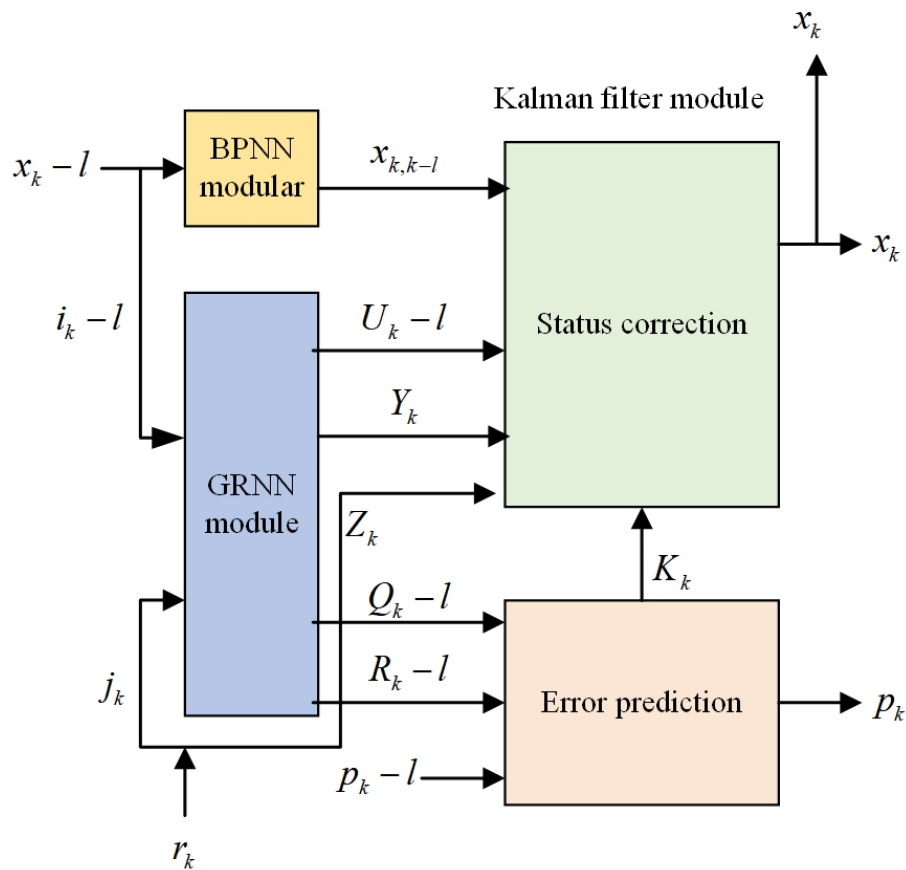 x_k
Kalman filter module
x_k − l
BPNN
modular
x_{k,k−l}
x_k
i_k − l
U_k − l
Status correction
Y_k
GRNN
module
Z_k
K_k
Q_k − l
j_k
R_k − l
Error prediction
p_k
p_k − l
r_k